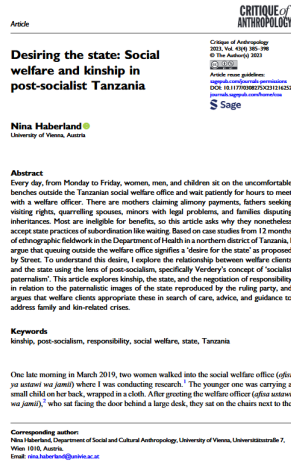 Article
CRITIQUE of
ANTHROPOLOGY
Desiring the state: Social
welfare and kinship in
post-socialist Tanzania
Critique of Anthropology
2023, Vol. 43(4) 385–398
© The Author(s) 2023
Article reuse guidelines:
sagepub.com/journals-permissions
DOI: 10.1177/0308275X231216252
journals.sagepub.com/home/coa
Sage
Nina Haberland
University of Vienna, Austria
Abstract
Every day, from Monday to Friday, women, men, and children sit on the uncomfortable
benches outside the Tanzanian social welfare office and wait patiently for hours to meet
with a welfare officer. There are mothers claiming alimony payments, fathers seeking
visiting rights, quarrelling spouses, minors with legal problems, and families disputing
inheritances. Most are ineligible for benefits, so this article asks why they nonetheless
accept state practices of subordination like waiting. Based on case studies from 12 months
of ethnographic fieldwork in the Department of Health in a northern district of Tanzania, I
argue that queuing outside the welfare office signifies a ‘desire for the state’ as proposed
by Street. To understand this desire, I explore the relationship between welfare clients
and the state using the lens of post-socialism, specifically Verdery’s concept of ‘socialist
paternalism’. This article explores kinship, the state, and the negotiation of responsibility
in relation to the paternalistic images of the state reproduced by the ruling party, and
argues that welfare clients appropriate these in search of care, advice, and guidance to
address family and kin-related crises.
Keywords
kinship, post-socialism, responsibility, social welfare, state, Tanzania
One late morning in March 2019, two women walked into the social welfare office (ofisi
ya ustawi wa jamii) where I was conducting research.1 The younger one was carrying a
small child on her back, wrapped in a cloth. After greeting the welfare officer (afisa ustawi
wa jamii),2 who sat facing the door behind a large desk, they sat on the chairs next to the
Corresponding author:
Nina Haberland, Department of Social and Cultural Anthropology, University of Vienna, Universitätsstraße 7,
Wien 1010, Austria.
Email: nina.haberland@univie.ac.at